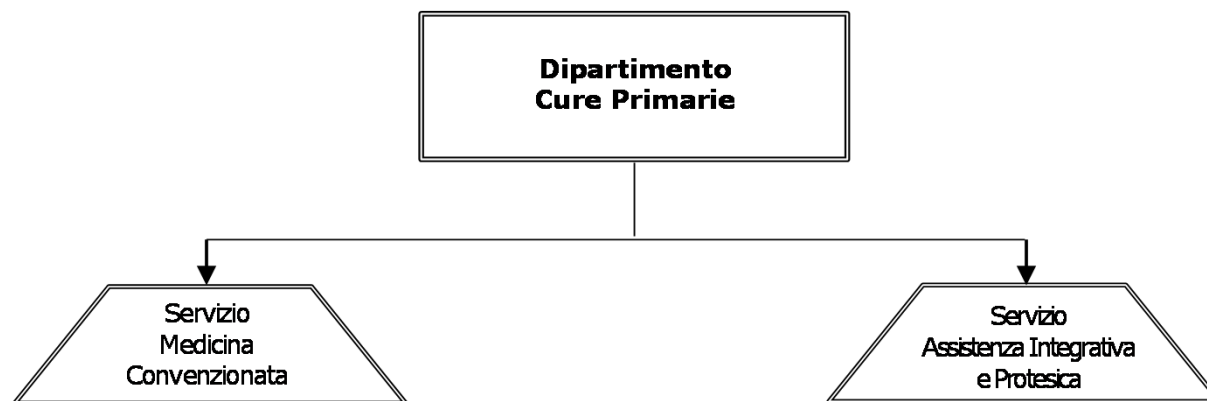 Dipartimento
Cure Primarie
Servizio
Medicina
Convenzionata
Servizio
Assistenza Integrativa
e Protesica